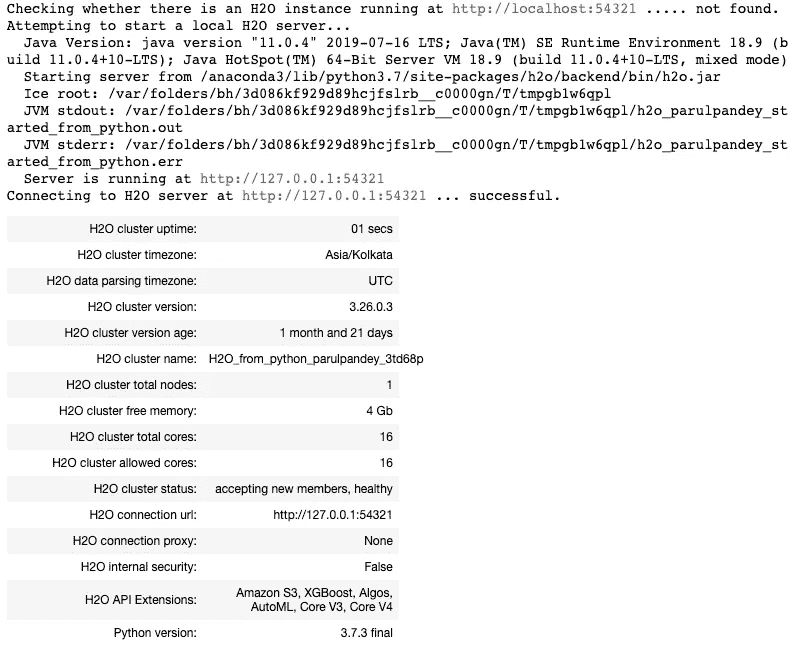 Checking whether there is an H2O instance running at http://localhost:54321 ..... not found.
Attempting to start a local H2O server...
  Java Version: java version "11.0.4" 2019-07-16 LTS; Java(TM) SE Runtime Environment 18.9 (b
uild 11.0.4+10-LTS); Java HotSpot(TM) 64-Bit Server VM 18.9 (build 11.0.4+10-LTS, mixed mode)
  Starting server from /anaconda3/lib/python3.7/site-packages/h2o/backend/bin/h2o.jar
  Ice root: /var/folders/bh/3d086kf929d89hcjfslrb__c0000gn/T/tmpgb1w6qpl
  JVM stdout: /var/folders/bh/3d086kf929d89hcjfslrb__c0000gn/T/tmpgb1w6qpl/h2o_parulpandey_st
arted_from_python.out
  JVM stderr: /var/folders/bh/3d086kf929d89hcjfslrb__c0000gn/T/tmpgb1w6qpl/h2o_parulpandey_st
arted_from_python.err
  Server is running at http://127.0.0.1:54321
Connecting to H2O server at http://127.0.0.1:54321 ... successful.
H2O cluster uptime: 01 secs
H2O cluster timezone: Asia/Kolkata
H2O data parsing timezone: UTC
H2O cluster version: 3.26.0.3
H2O cluster version age: 1 month and 21 days
H2O cluster name: H2O_from_python_parulpandey_3td68p
H2O cluster total nodes: 1
H2O cluster free memory: 4 Gb
H2O cluster total cores: 16
H2O cluster allowed cores: 16
H2O cluster status: accepting new members, healthy
H2O connection url: http://127.0.0.1:54321
H2O connection proxy: None
H2O internal security: False
H2O API Extensions: Amazon S3, XGBoost, Algos,
AutoML, Core V3, Core V4
Python version: 3.7.3 final